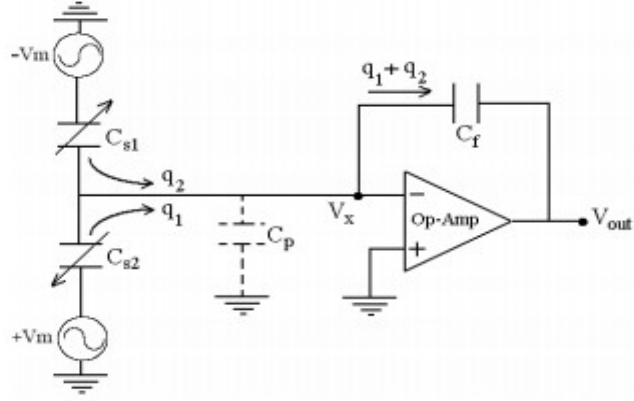 -Vm
q1+q2
Cs1
Cf
q2
q1
Vx
−
Op-Amp
+
Vout
Cp
Cs2
+Vm